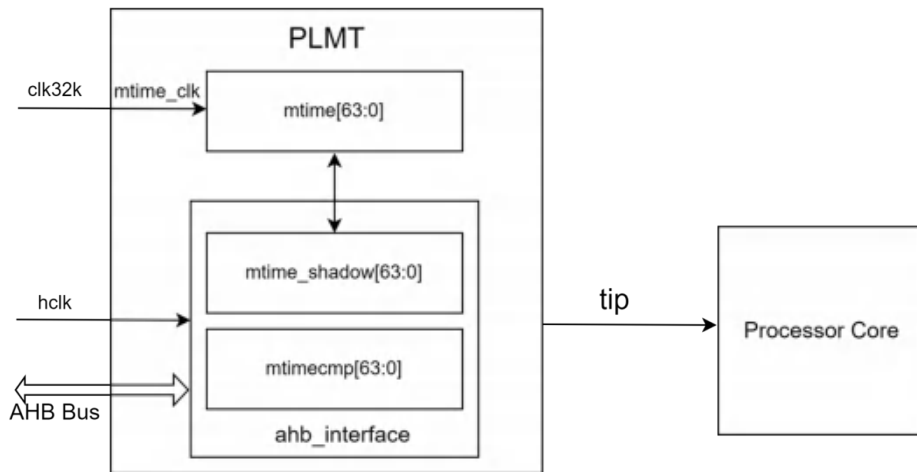 PLMT
clk32k
mtime_clk
mtime[63:0]
mtime_shadow[63:0]
hclk
tip
Processor Core
mtimecmp[63:0]
AHB Bus
ahb_interface